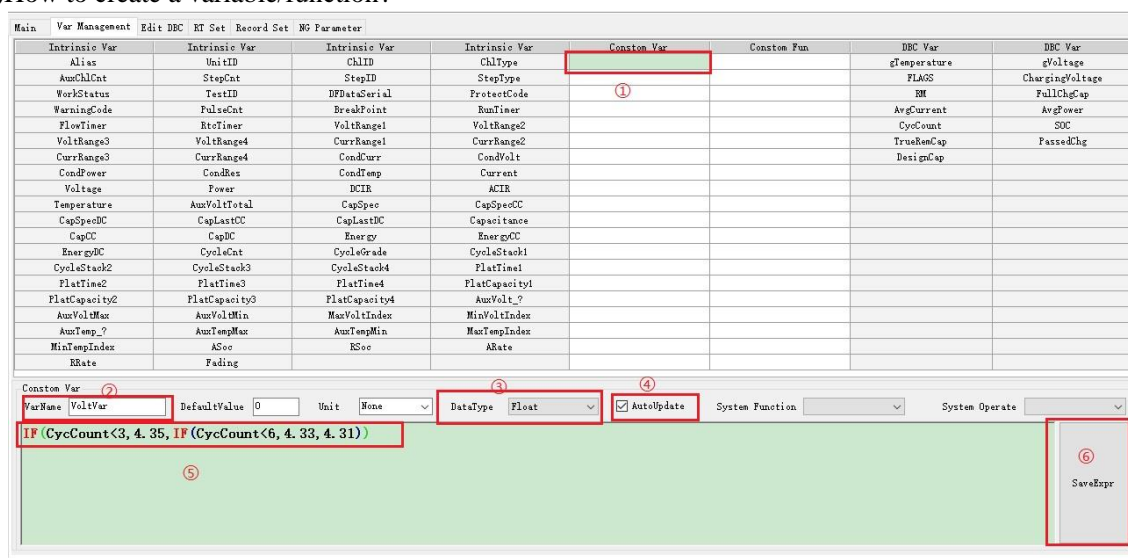 How to create a variable/function?
Main Var Management Edit DBC RT Set Record Set NG Parameter
Intrinsic Var Intrinsic Var Intrinsic Var Intrinsic Var Constom Var Constom Fun DBC Var DBC Var
Alias UnitID ChlID ChlType gTemperature gVoltage
AuxChlCnt StepCnt StepID StepType FLAGS ChargingVoltage
WorkStatus TestID DFDataSerial ProtectCode ① RM FullChgCap
WarningCode PulseCnt BreakPoint RunTimer AvgCurrent AvgPower
FlowTimer RtcTimer VoltRange1 VoltRange2 CycCount SOC
VoltRange3 VoltRange4 CurrRange1 CurrRange2 TrueRemCap PassedChg
CurrRange3 CurrRange4 CondCurr CondVolt DesignCap
CondPower CondRes CondTemp Current
Voltage Power DCIR ACIR
Temperature AuxVoltTotal CapSpec CapSpecCC
CapSpecDC CapLastCC CapLastDC Capacitance
CapCC CapDC Energy EnergyCC
EnergyDC CycleCnt CycleGrade CycleStack1
CycleStack2 CycleStack3 CycleStack4 PlatTime1
PlatTime2 PlatTime3 PlatTime4 PlatCapacity1
PlatCapacity2 PlatCapacity3 PlatCapacity4 AuxVolt_?
AuxVoltMax AuxVoltMin MaxVoltIndex MinVoltIndex
AuxTemp_? AuxTempMax AuxTempMin MaxTempIndex
MinTempIndex ASoc RSoc ARate
RRate Fading
Constom Var ② ③ ④
VarName VoltVar DefaultValue 0 Unit None DataType Float AutoUpdate System Function System Operate
IF(CycCount<3,4.35,IF(CycCount<6,4.33,4.31))
⑤ ⑥
SaveExpr